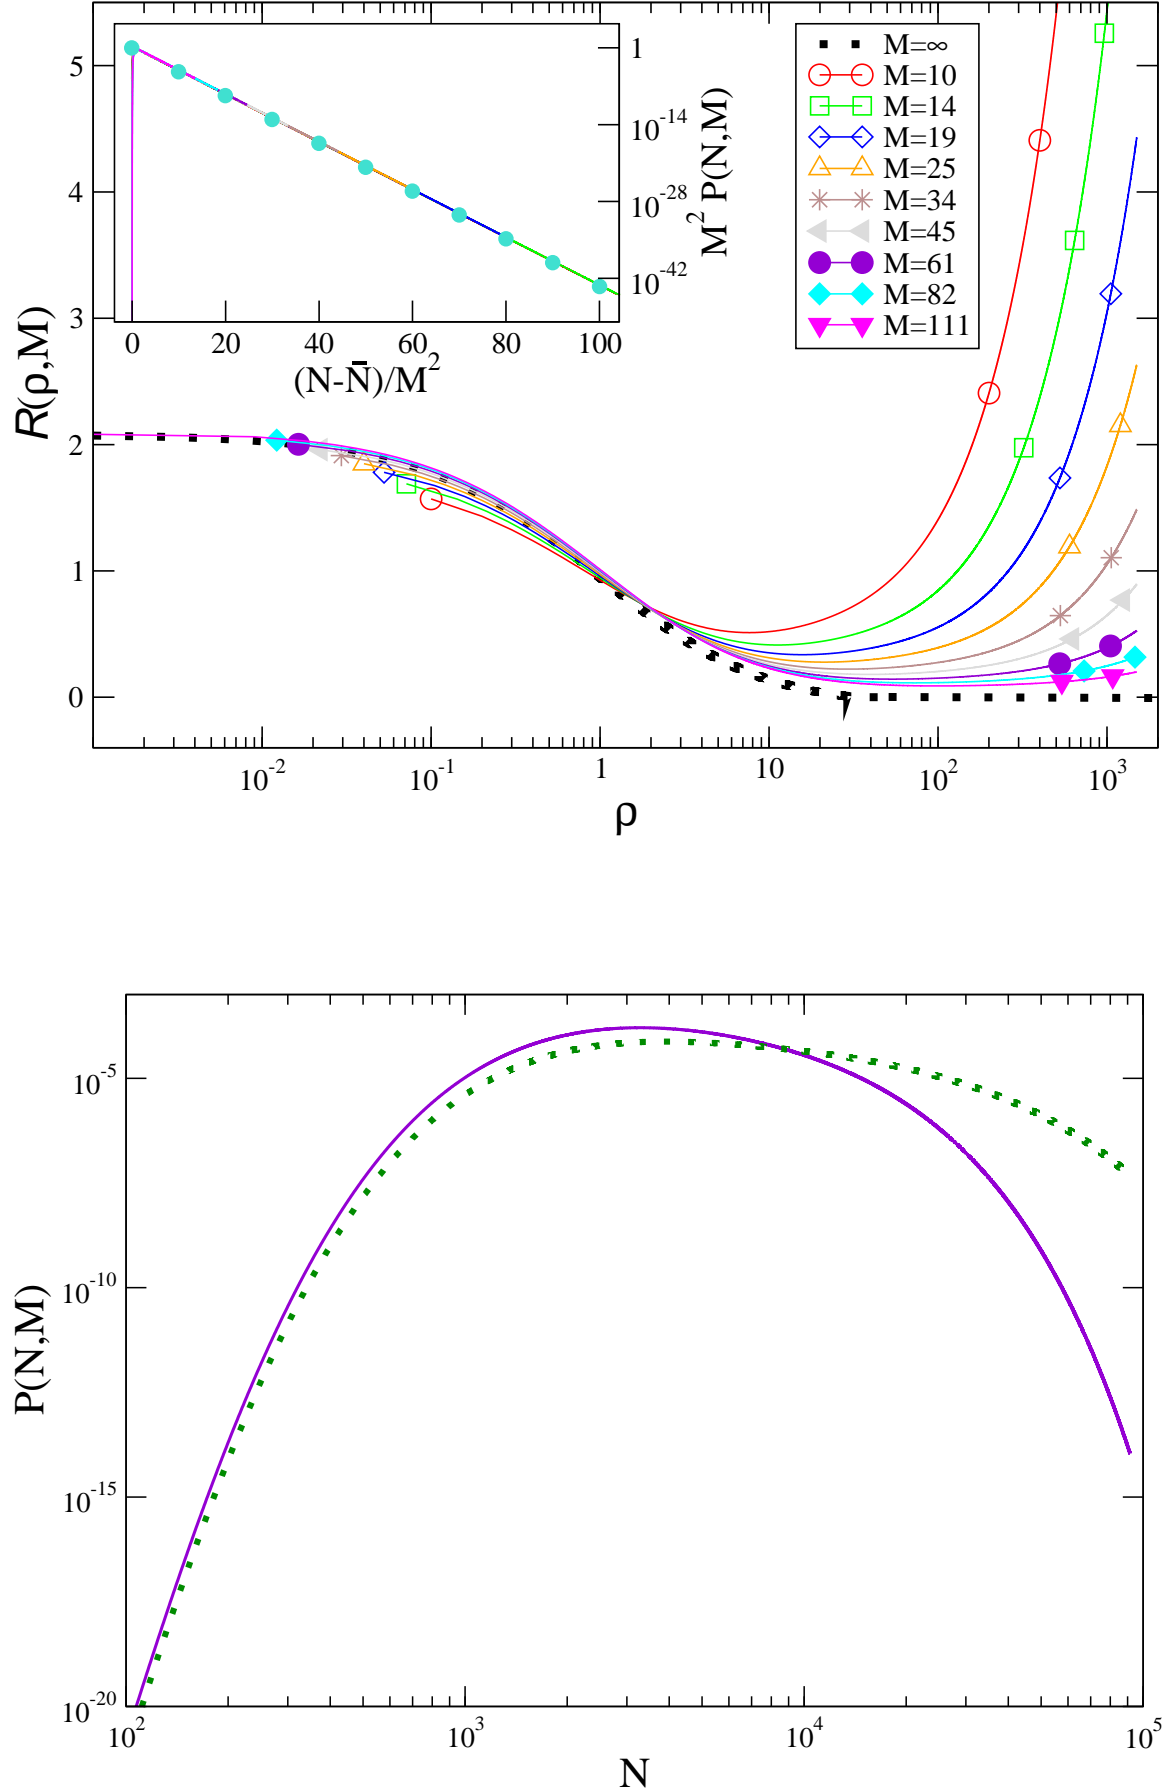 5
4
3
2
1
0
R(ρ,M)
10^-2
10^-1
1
10
10^2
10^3
ρ
1
10^-14
10^-28
10^-42
M^2 P(N,M)
0
20
40
60
80
100
(N-N̄)/M^2
M=∞
M=10
M=14
M=19
M=25
M=34
M=45
M=61
M=82
M=111
10^-5
10^-10
10^-15
10^-20
P(N,M)
10^2
10^3
10^4
10^5
N